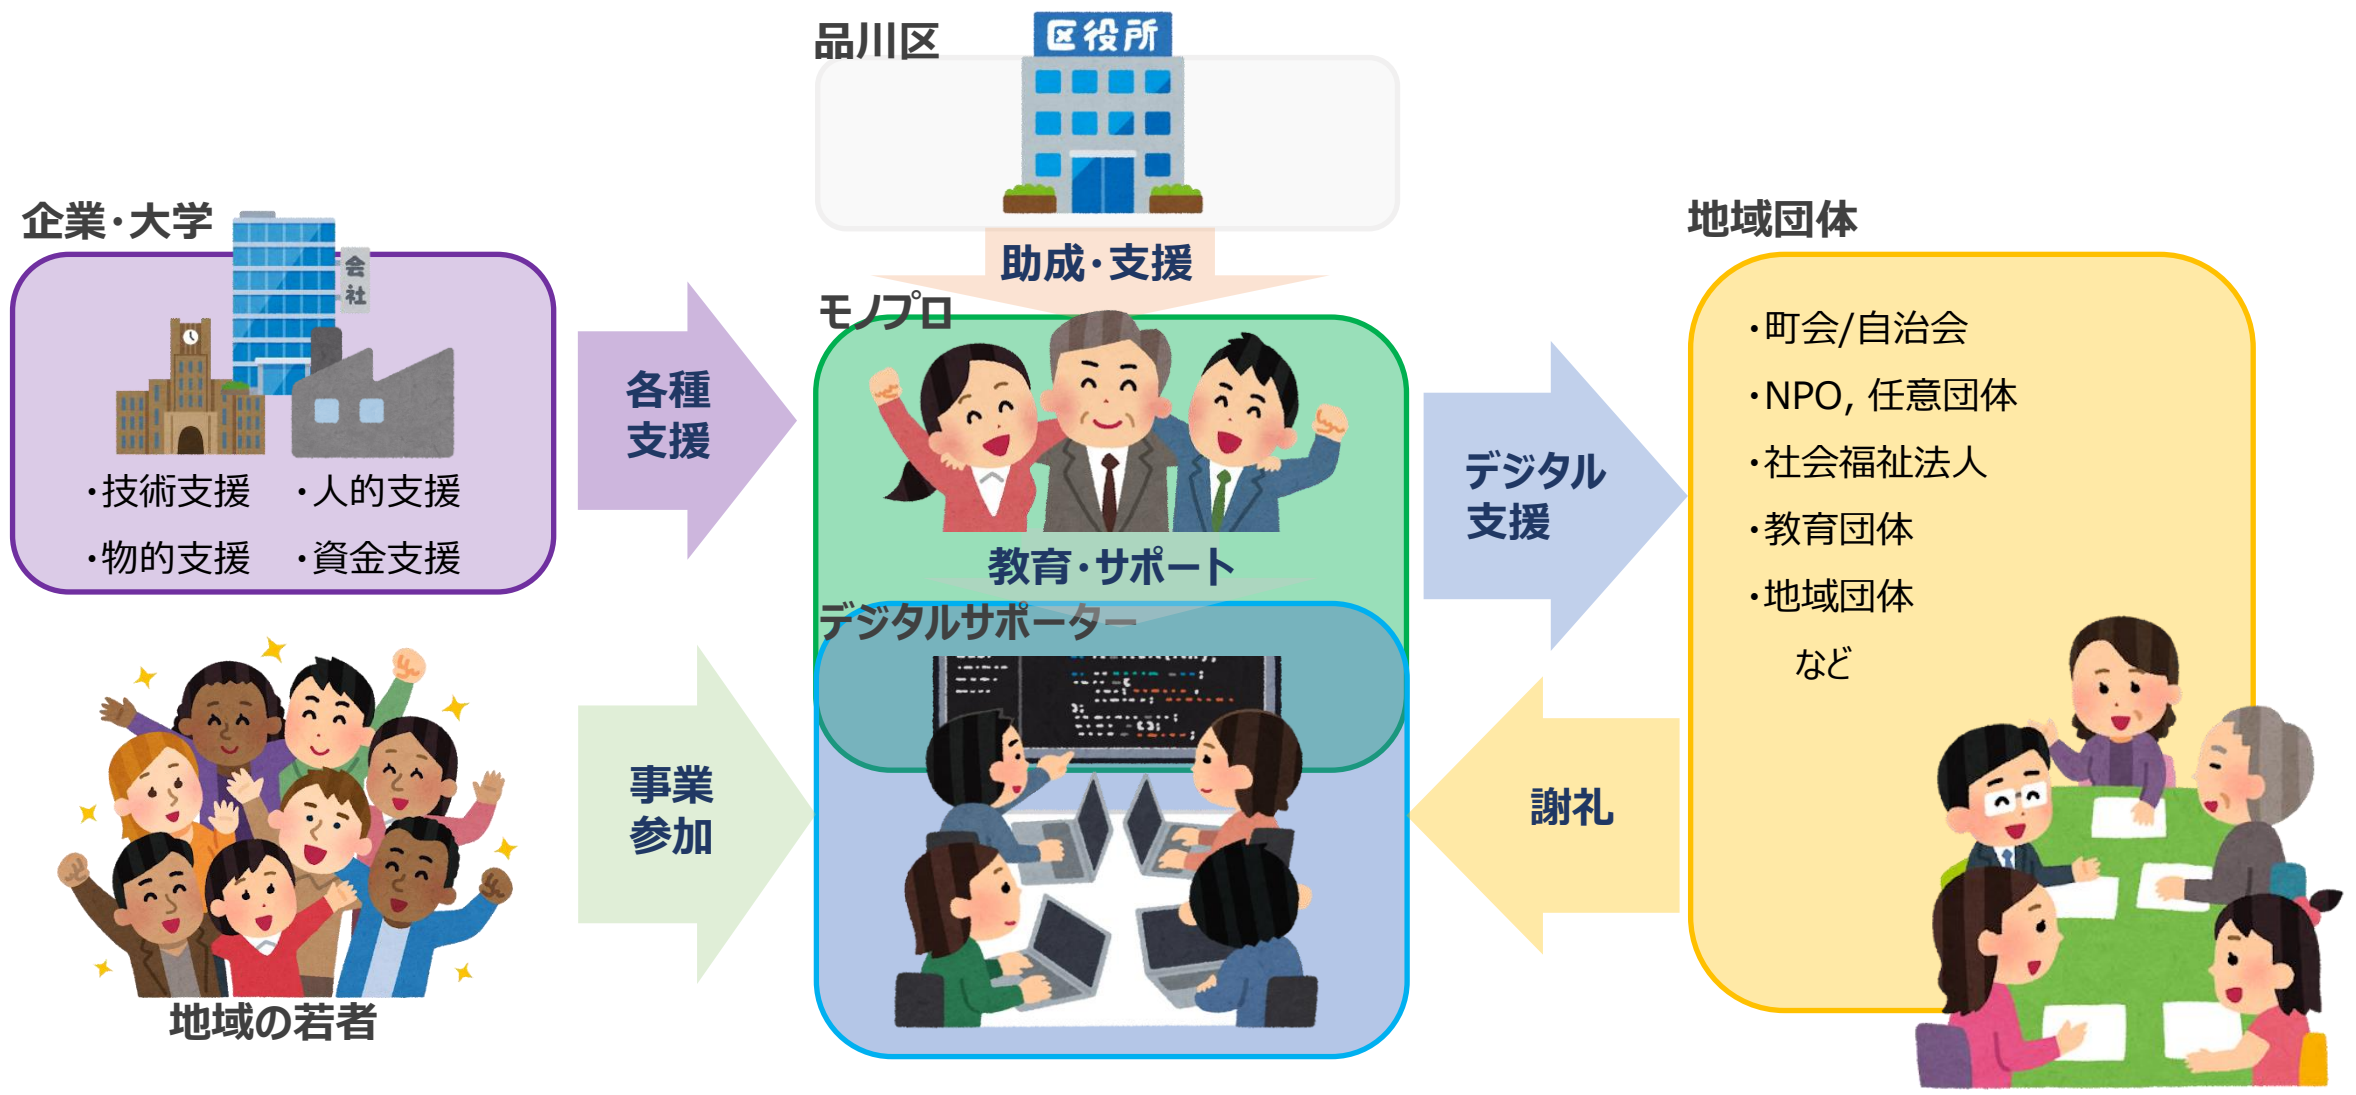 品川区
区役所
企業・大学
会
社
・技術支援 ・人的支援
・物的支援 ・資金支援
助成・支援
モノプロ
各種
支援
教育・サポート
デジタルサポーター
デジタル
支援
地域団体
・町会/自治会
・NPO, 任意団体
・社会福祉法人
・教育団体
・地域団体
など
事業
参加
謝礼
地域の若者